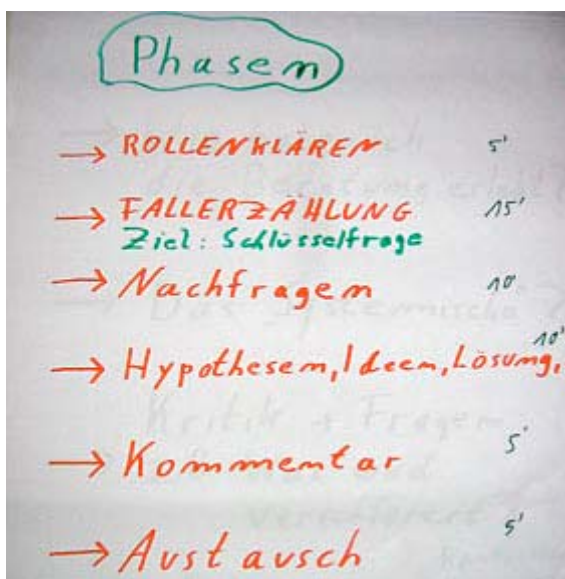 Phasen
→ ROLLENKLÄREN 5'
→ FALLERZÄHLUNG 15'
Ziel: Schlüsselfrage
→ Nachfragen 10'
→ Hypothesen, Ideen, Lösung, 10'
→ Kommentar 5'
→ Austausch 5'